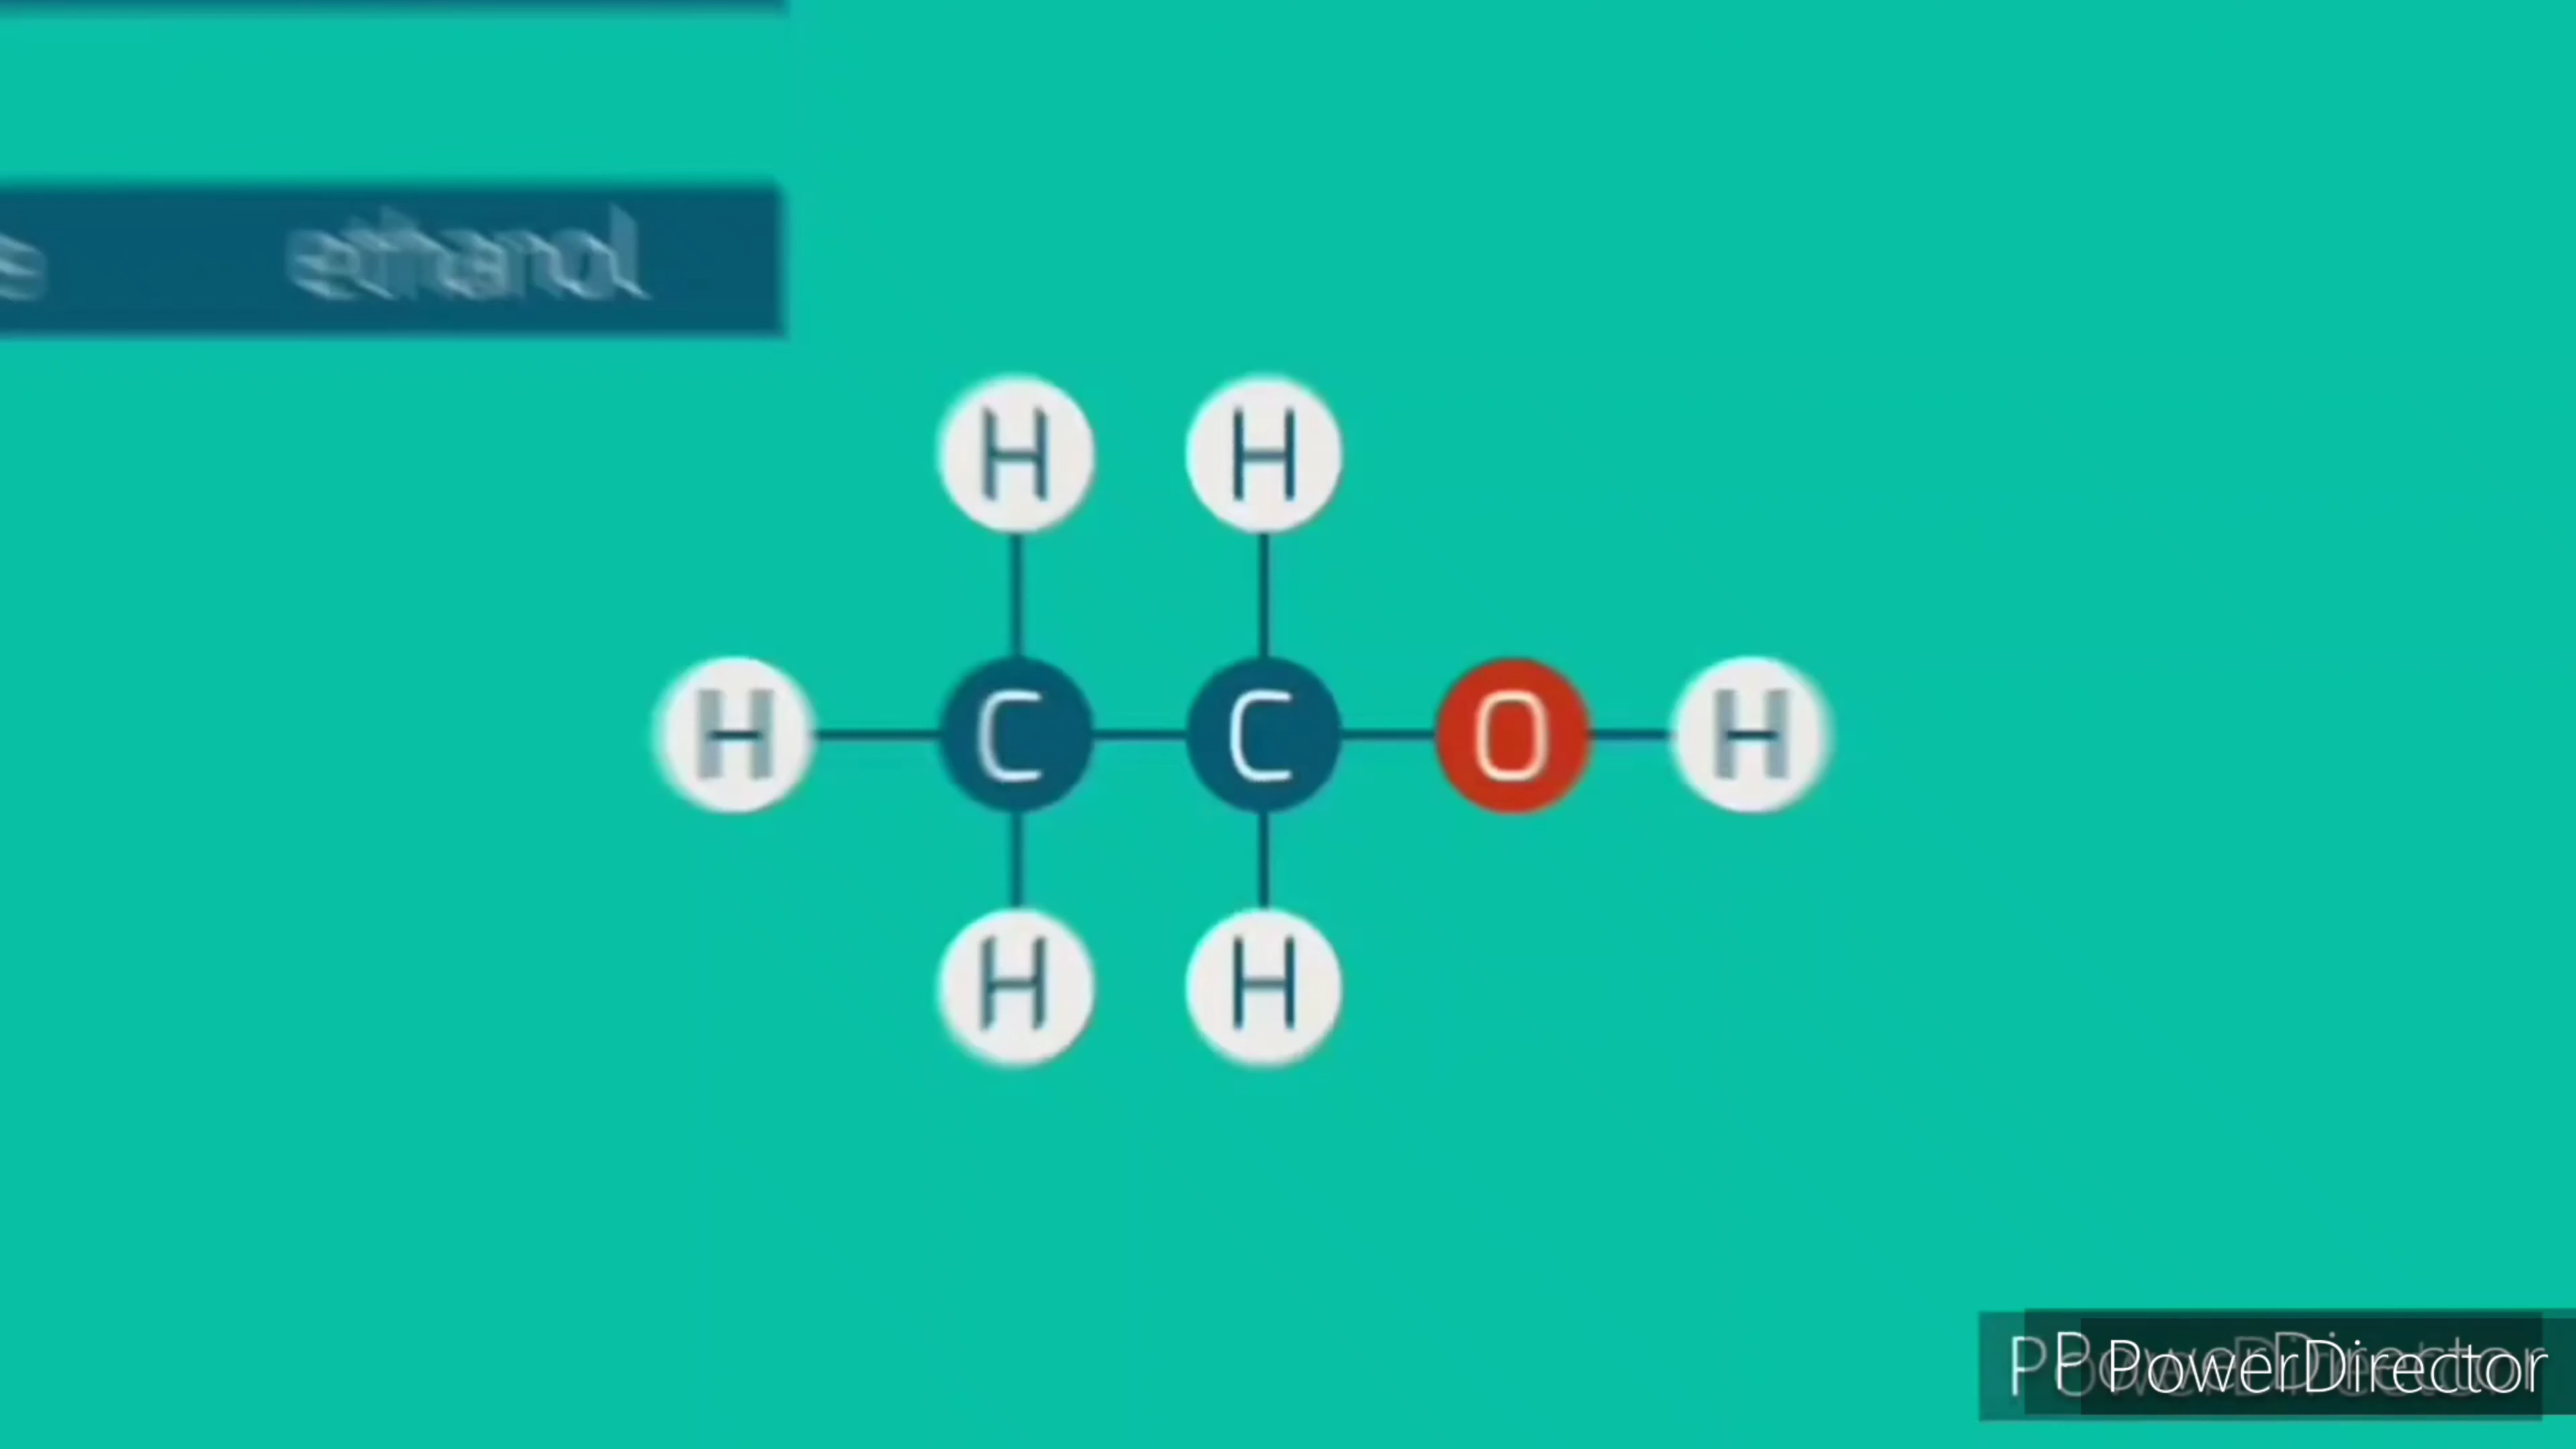 ethanol
H H
H C C O H
H H
PowerDirector